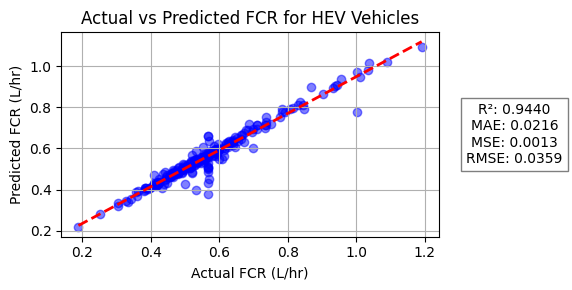 Actual vs Predicted FCR for HEV Vehicles
Predicted FCR (L/hr)
1.0
0.8
0.6
0.4
0.2
0.2
0.4
0.6
0.8
1.0
1.2
Actual FCR (L/hr)
R²: 0.9440
MAE: 0.0216
MSE: 0.0013
RMSE: 0.0359